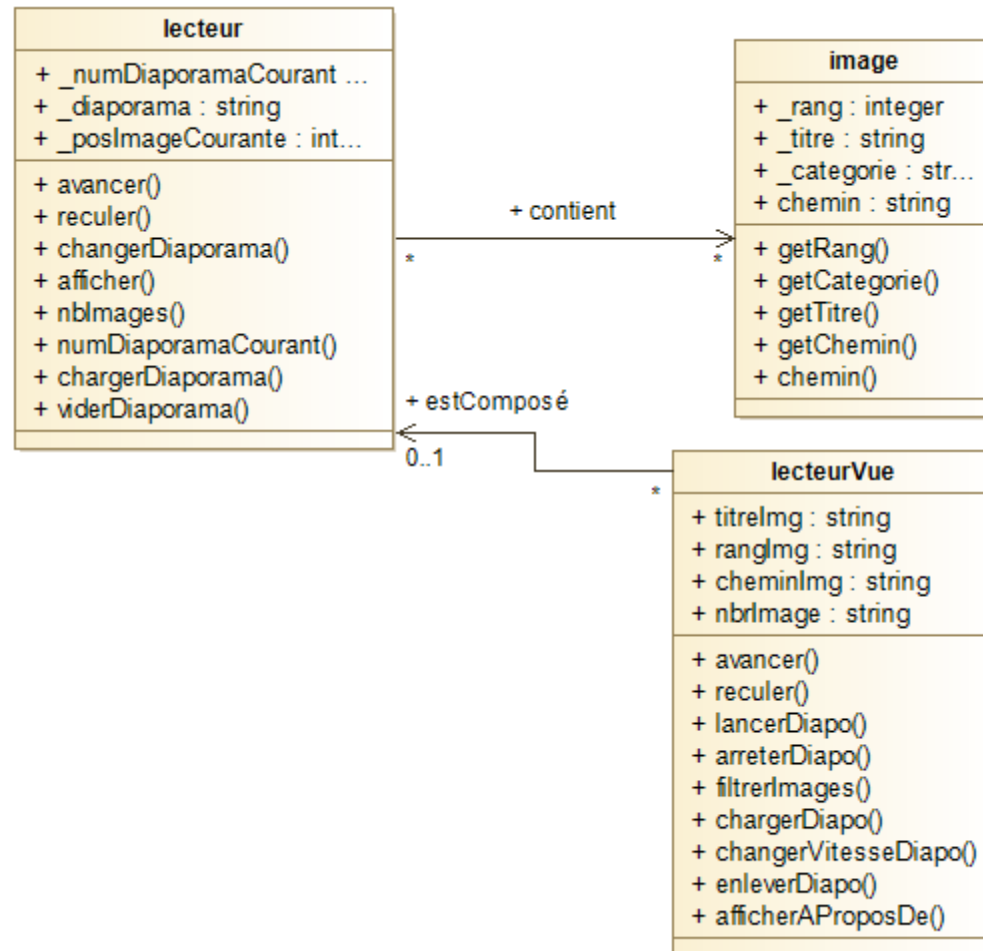 lecteur
+ _numDiaporamaCourant ...
+ _diaporama : string
+ _posImageCourante : int...
+ avancer()
+ reculer()
+ changerDiaporama()
+ afficher()
+ nbImages()
+ numDiaporamaCourant()
+ chargerDiaporama()
+ viderDiaporama()
+ contient
*
*
image
+ _rang : integer
+ _titre : string
+ _categorie : str...
+ chemin : string
+ getRang()
+ getCategorie()
+ getTitre()
+ getChemin()
+ chemin()
+ estComposé
0..1
*
lecteurVue
+ titreImg : string
+ rangImg : string
+ cheminImg : string
+ nbrImage : string
+ avancer()
+ reculer()
+ lancerDiapo()
+ arreterDiapo()
+ filtrerImages()
+ chargerDiapo()
+ changerVitesseDiapo()
+ enleverDiapo()
+ afficherAProposDe()